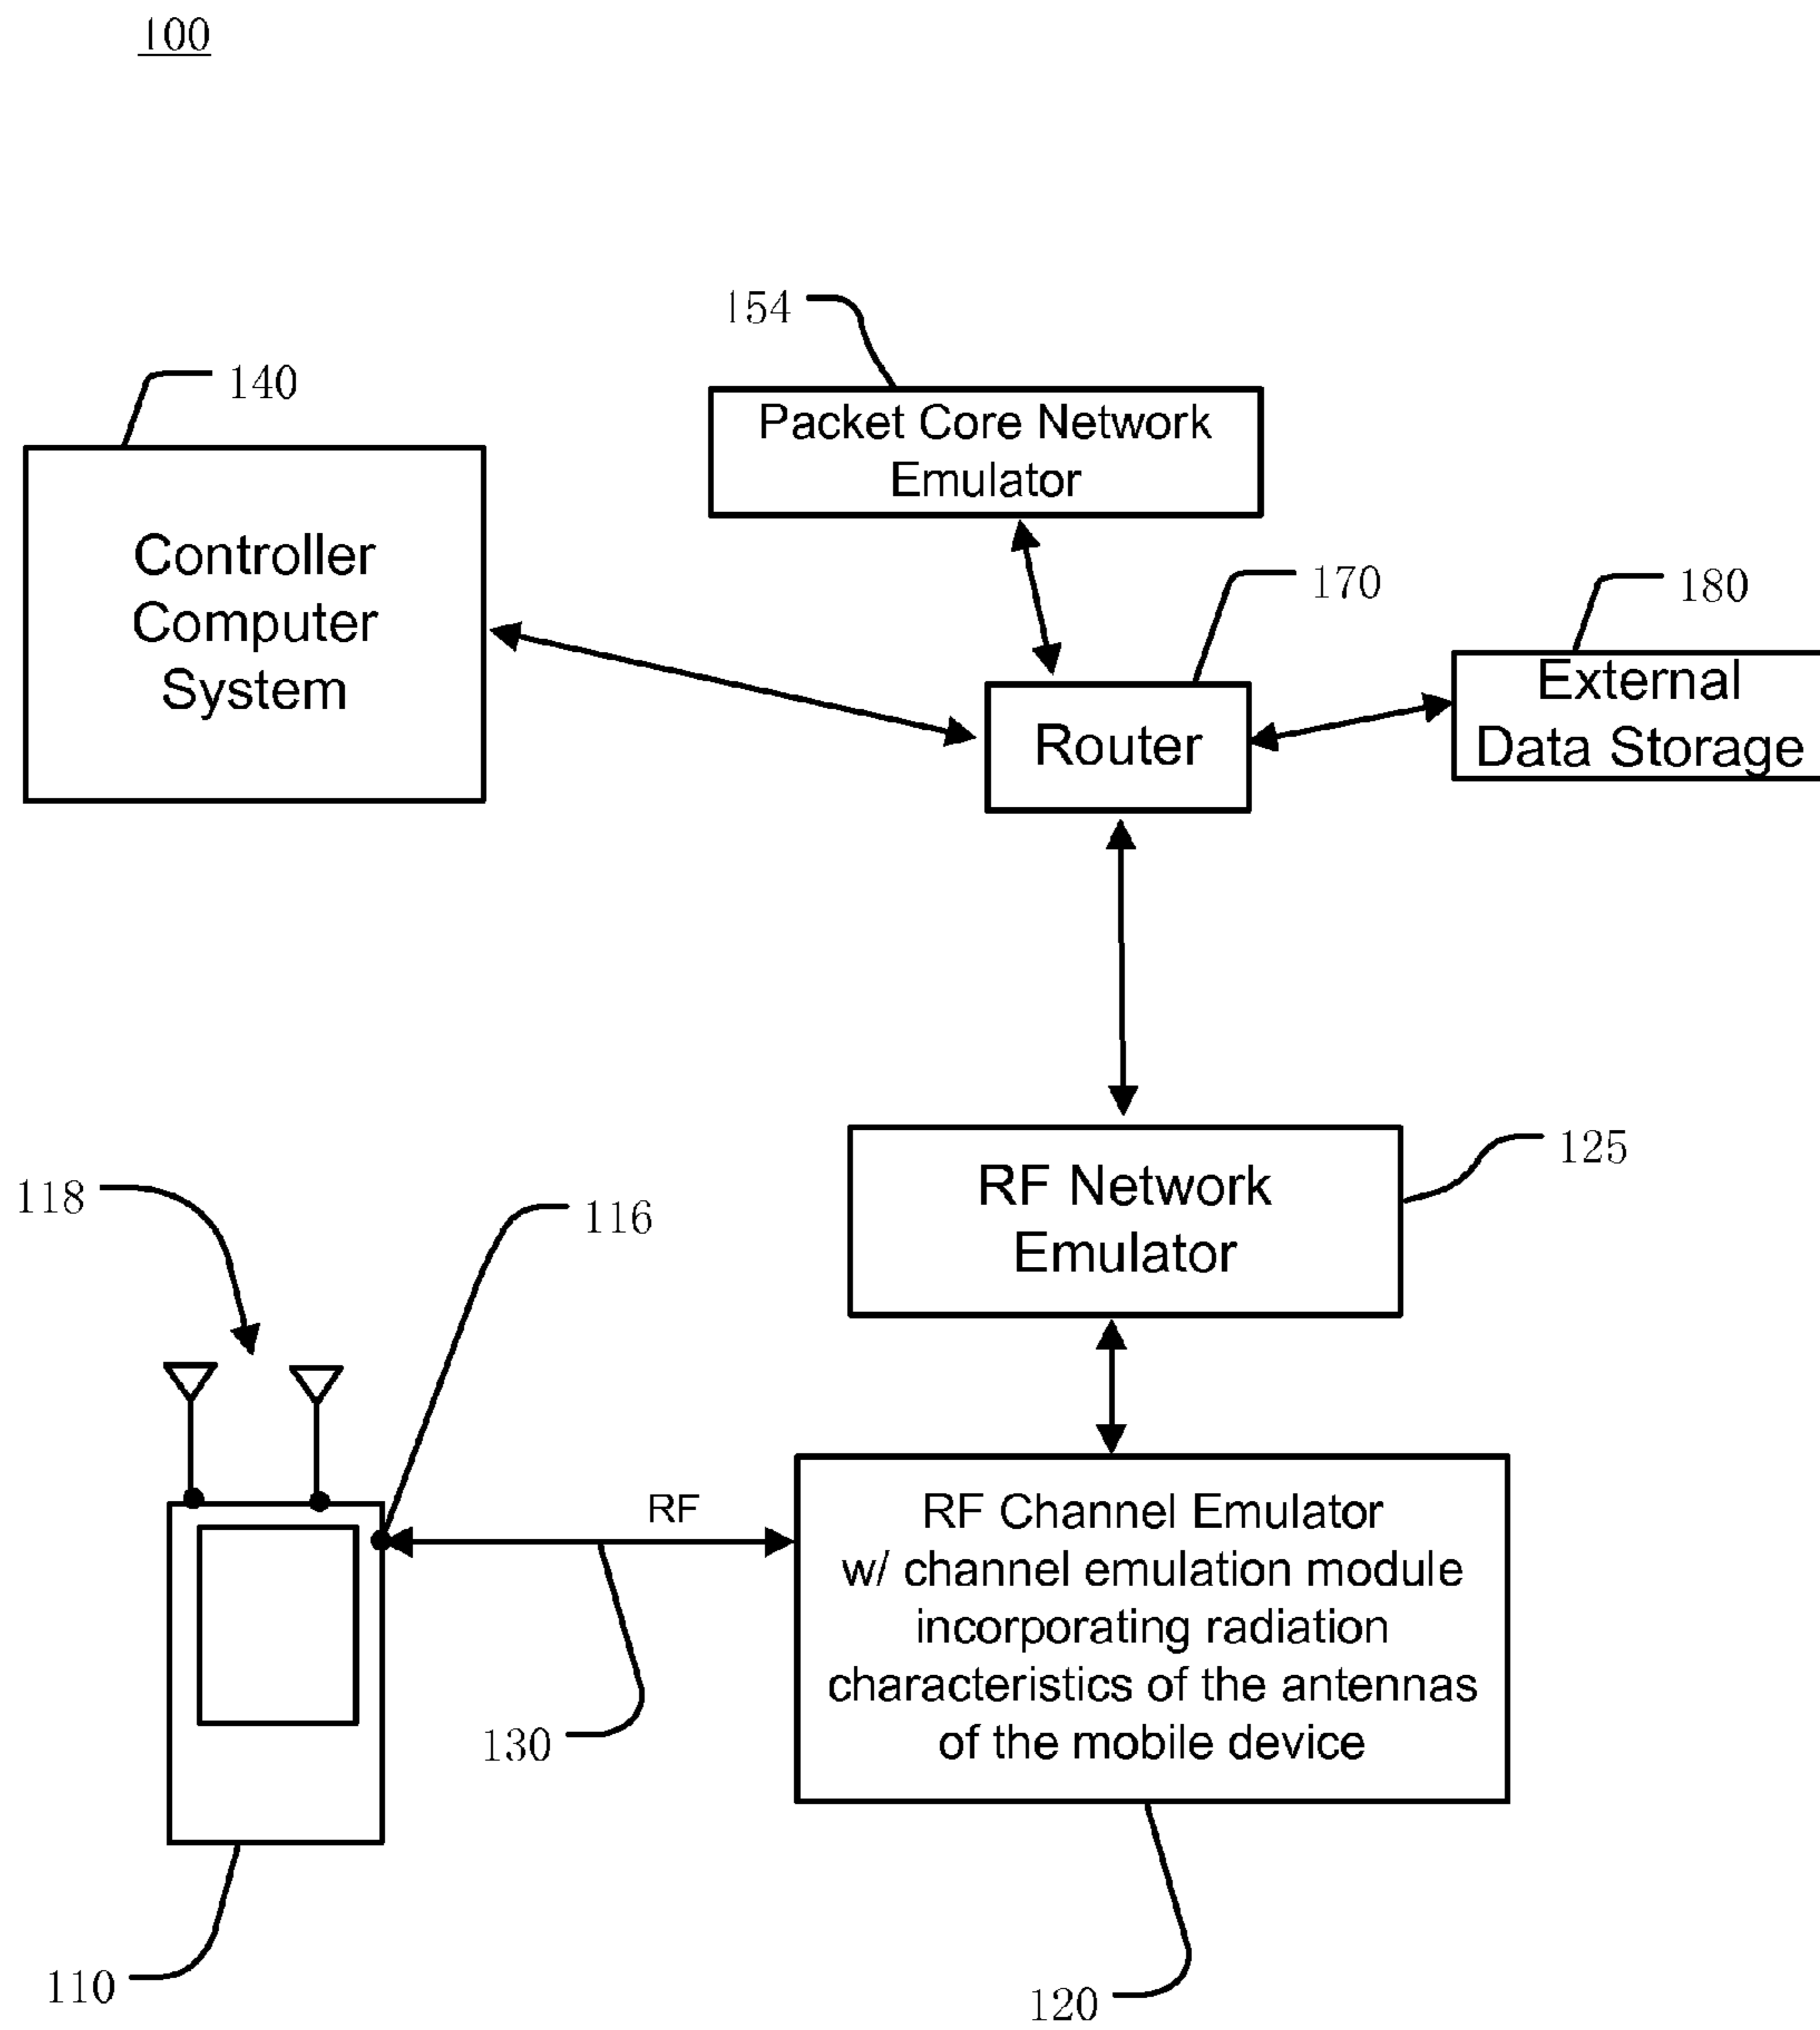 100
154
140
Packet Core Network
Emulator
Controller
Computer
System
170
180
External
Data Storage
Router
125
RF Network
Emulator
118
116
RF
RF Channel Emulator
w/ channel emulation module
incorporating radiation
characteristics of the antennas
of the mobile device
130
110
120